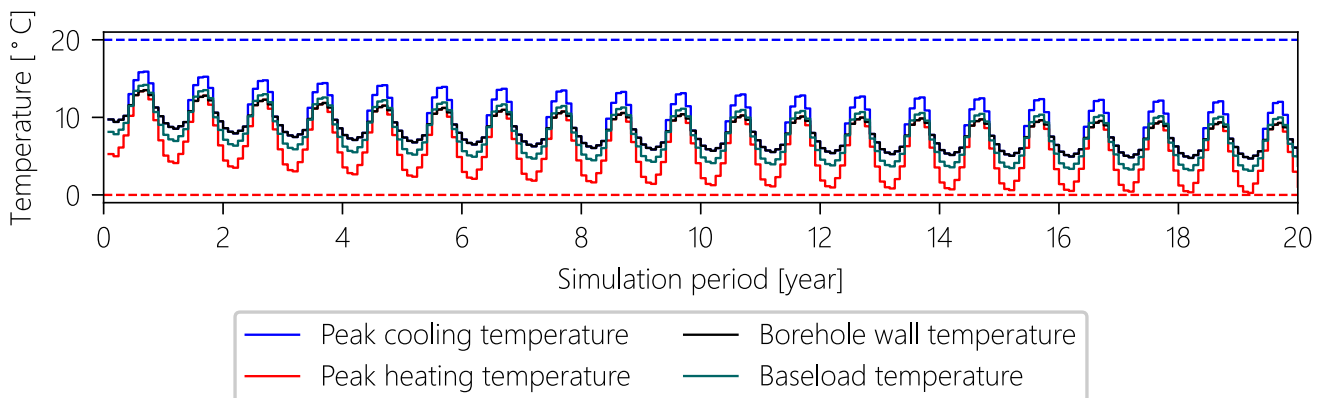 Temperature [°C]
20
10
0
0 2 4 6 8 10 12 14 16 18 20
Simulation period [year]
Peak cooling temperature
Borehole wall temperature
Peak heating temperature
Baseload temperature